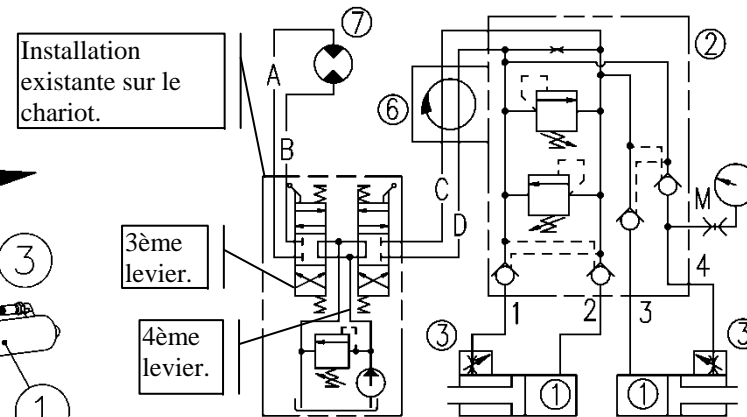 Installation
existante sur le
chariot.
7
2
A
6
B
C
D
M
3ème
levier.
3
4ème
levier.
1
2
3
4
3
3
1
1
1